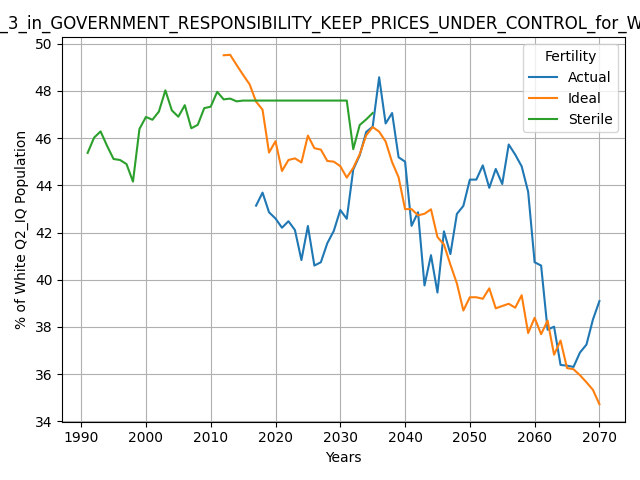 _3_in_GOVERNMENT_RESPONSIBILITY_KEEP_PRICES_UNDER_CONTROL_for_W
Fertility
Actual
Ideal
Sterile
% of White Q2_IQ Population
50
48
46
44
42
40
38
36
34
1990
2000
2010
2020
2030
2040
2050
2060
2070
Years